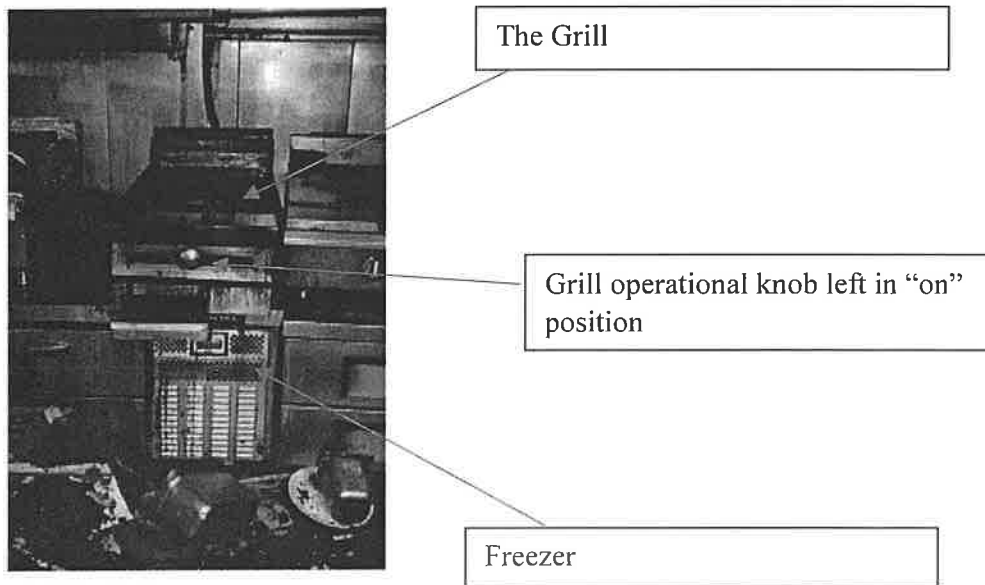 The Grill
Grill operational knob left in “on”
position
Freezer